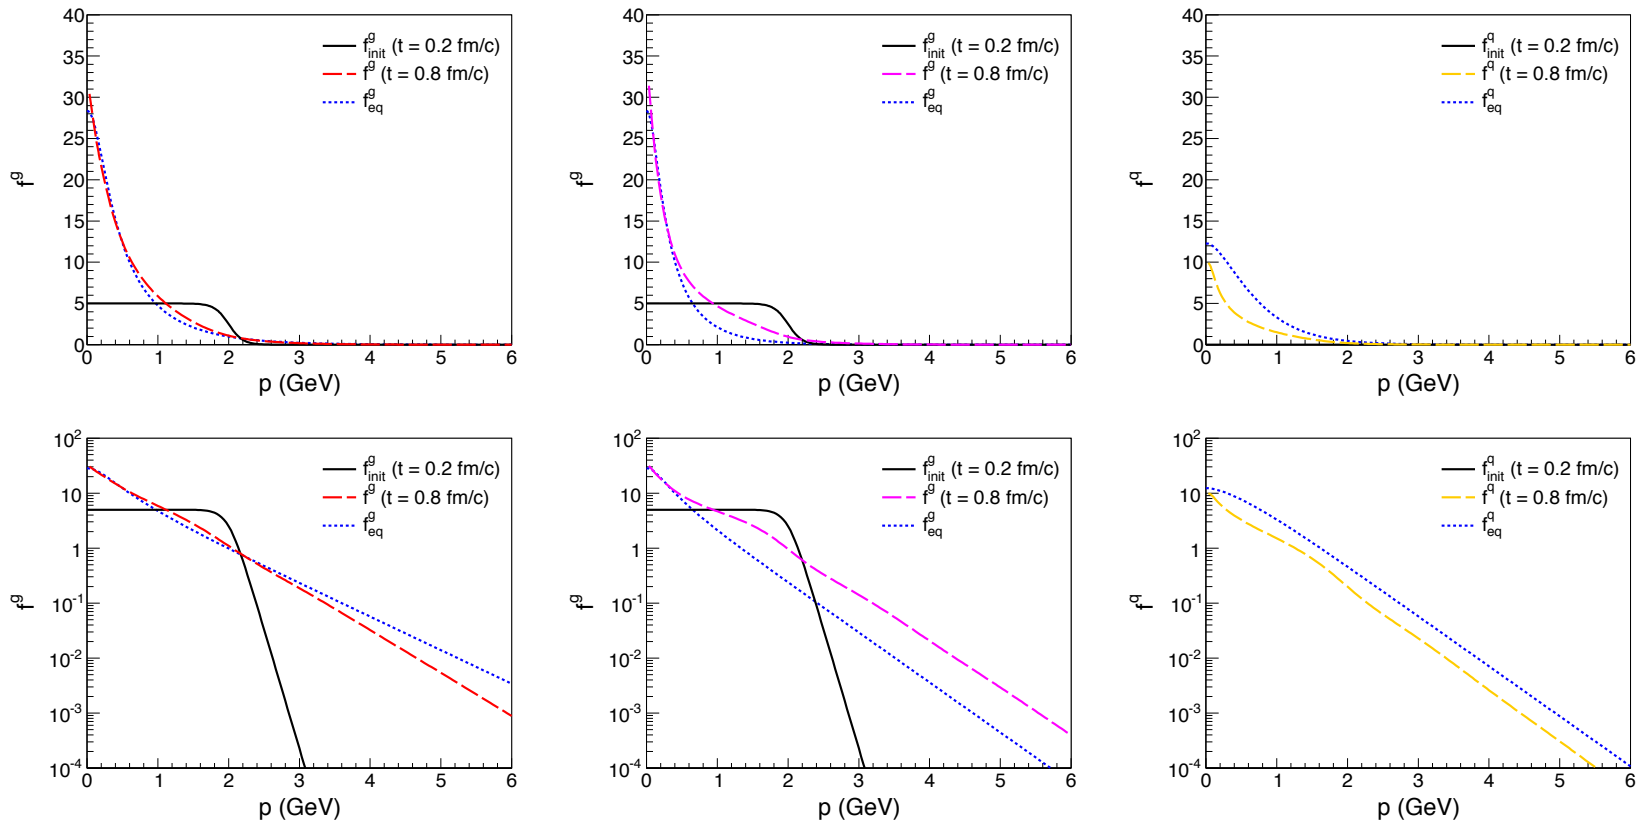 40
35
30
25
20
15
10
5
0
f^g
f^g_init (t = 0.2 fm/c)
f^g (t = 0.8 fm/c)
f^g_eq
0 1 2 3 4 5 6
p (GeV)
40
35
30
25
20
15
10
5
0
f^g
f^g_init (t = 0.2 fm/c)
f^g (t = 0.8 fm/c)
f^g_eq
0 1 2 3 4 5 6
p (GeV)
40
35
30
25
20
15
10
5
0
f^q
f^q_init (t = 0.2 fm/c)
f^q (t = 0.8 fm/c)
f^q_eq
0 1 2 3 4 5 6
p (GeV)
10^2
10
1
10^-1
10^-2
10^-3
10^-4
f^g
f^g_init (t = 0.2 fm/c)
f^g (t = 0.8 fm/c)
f^g_eq
0 1 2 3 4 5 6
p (GeV)
10^2
10
1
10^-1
10^-2
10^-3
10^-4
f^g
f^g_init (t = 0.2 fm/c)
f^g (t = 0.8 fm/c)
f^g_eq
0 1 2 3 4 5 6
p (GeV)
10^2
10
1
10^-1
10^-2
10^-3
10^-4
f^q
f^q_init (t = 0.2 fm/c)
f^q (t = 0.8 fm/c)
f^q_eq
0 1 2 3 4 5 6
p (GeV)